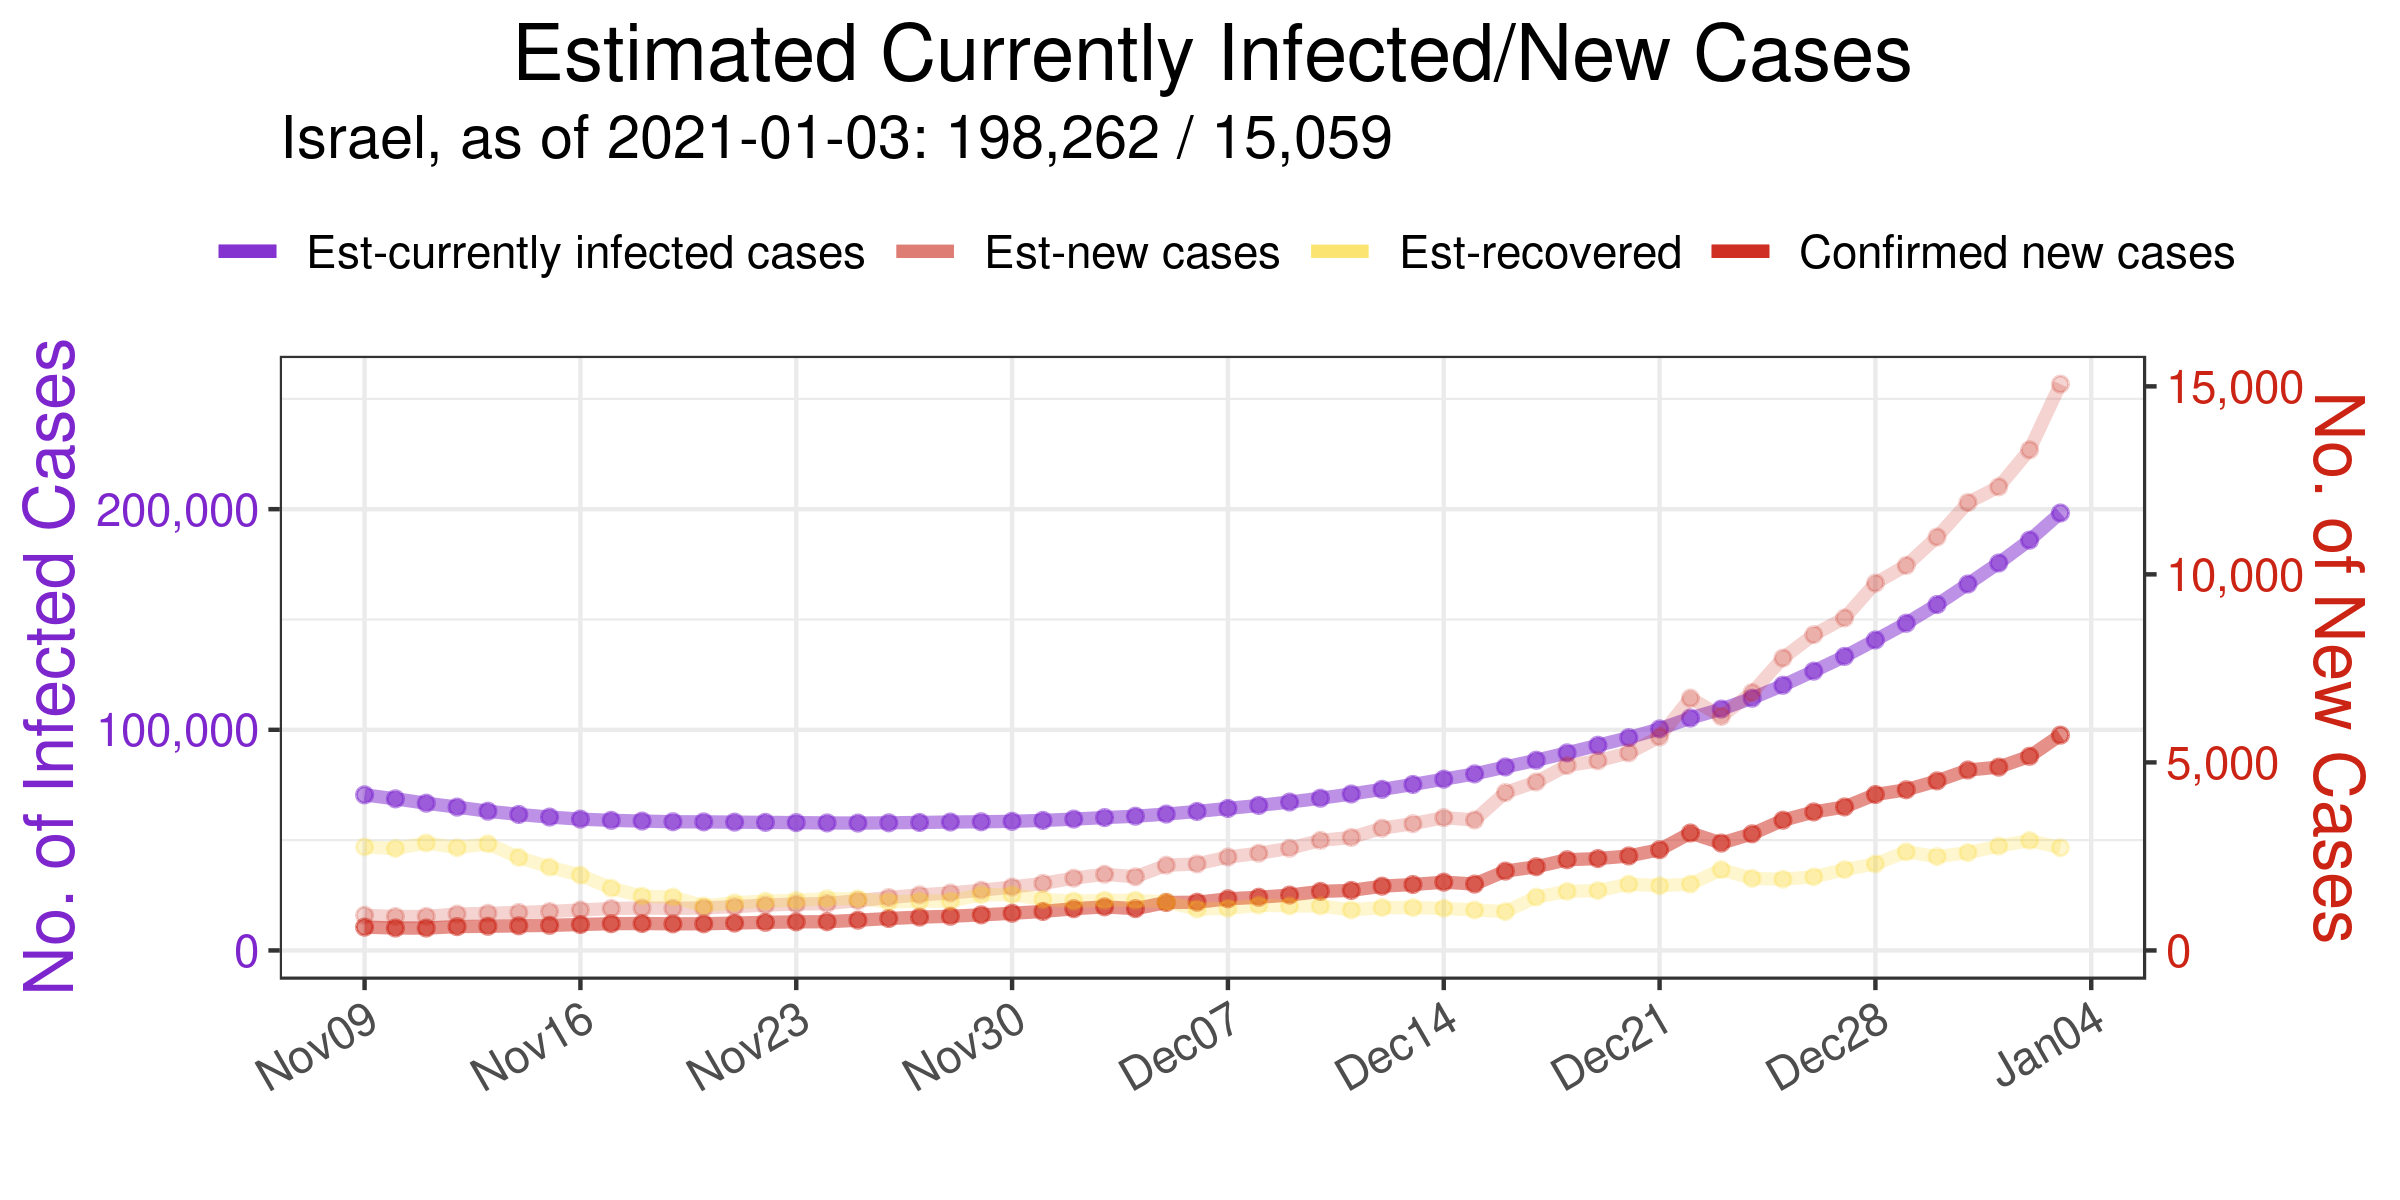 Estimated Currently Infected/New Cases
Israel, as of 2021-01-03: 198,262 / 15,059
Est-currently infected cases Est-new cases Est-recovered Confirmed new cases
No. of Infected Cases
200,000
100,000
0
15,000
10,000
5,000
0
No. of New Cases
Nov09 Nov16 Nov23 Nov30 Dec07 Dec14 Dec21 Dec28 Jan04